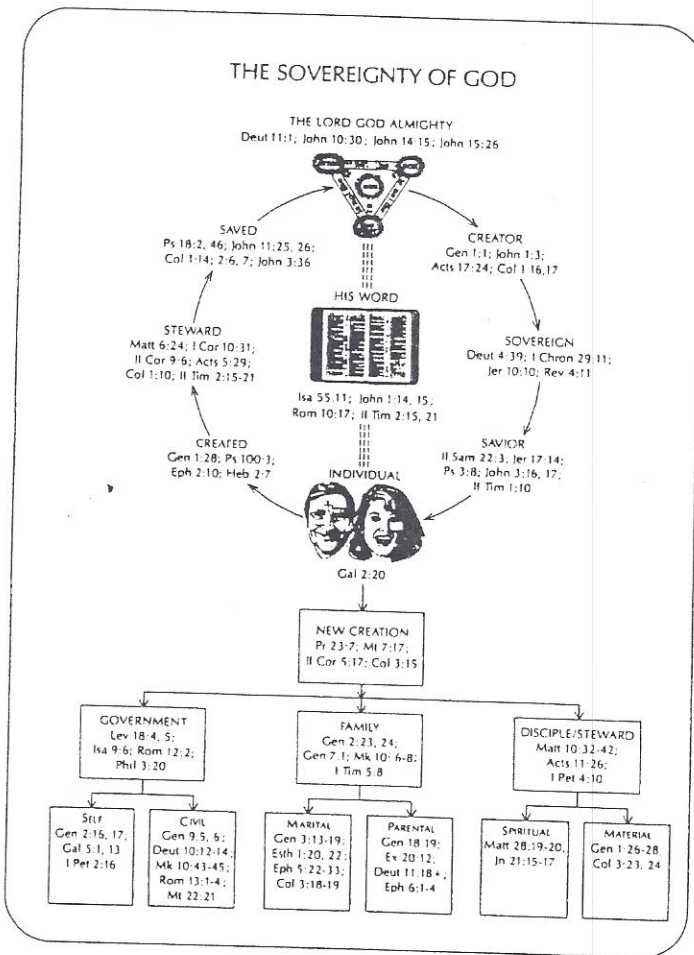 THE SOVEREIGNTY OF GOD
THE LORD GOD ALMIGHTY
Deut 11:1; John 10:30; John 14-15; John 15:26
SAVED
Ps 18:2, 46; John 11:25, 26;
Col 1:14; 2:6, 7; John 3:36
CREATOR
Gen 1:1; John 1:3;
Acts 17:24; Col 1:16,17
HIS WORD
Isa 55:11; John 1:14, 15;
Rom 10:17; II Tim 2:15, 21
STEWARD
Matt 6:24; I Cor 10:31;
II Cor 9:6; Acts 5:29;
Col 1:10; II Tim 2:15-21
SOVEREIGN
Deut 4:39; I Chron 29:11;
Jer 10:10; Rev 4:11
CREATED
Gen 1:28; Ps 100:3;
Eph 2:10; Heb 2:7
SAVIOR
II Sam 22:3; Jer 17:14;
Ps 3:8; John 3:16, 17;
II Tim 1:10
INDIVIDUAL
Gal 2:20
NEW CREATION
Pr 23:7; Mt 7:17;
II Cor 5:17; Col 3:15
GOVERNMENT
Lev 18:4, 5;
Isa 9:6; Rom 12:2;
Phil 3:20
FAMILY
Gen 2:23, 24;
Gen 7:1; Mk 10: 6-8;
I Tim 5:8
DISCIPLE/STEWARD
Matt 10:32-42;
Acts 11:26;
I Pet 4:10
SELF
Gen 2:16, 17;
Gal 5:1, 13
I Pet 2:16
CIVIL
Gen 9:5, 6;
Deut 10:12-14;
Mk 10:43-45;
Rom 13:1-4;
Mt 22:21
MARITAL
Gen 3:13-19;
Esth 1:20, 22;
Eph 5:22-33;
Col 3:18-19
PARENTAL
Gen 18:19;
Ex 20:12;
Deut 11:18+;
Eph 6:1-4
SPIRITUAL
Matt 28:19-20,
Jn 21:15-17
MATERIAL
Gen 1:26-28,
Col 3:23, 24